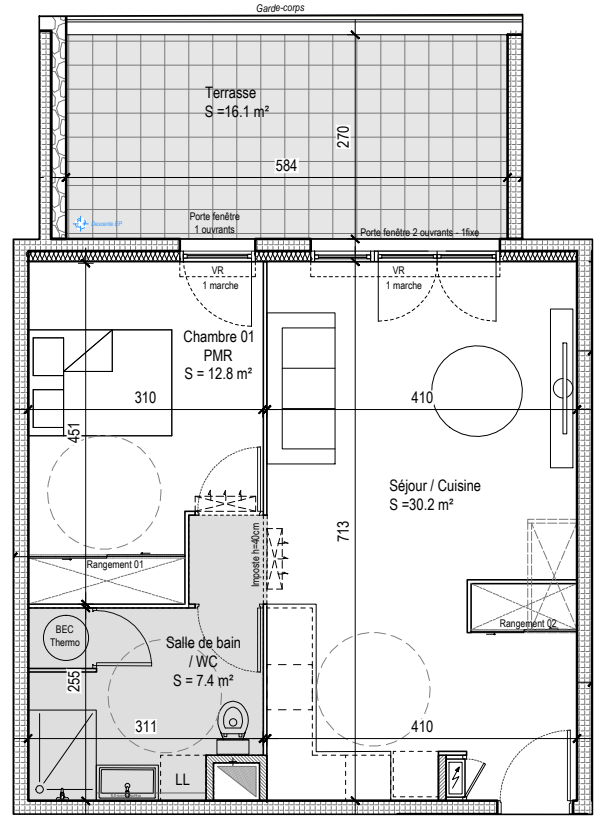 Garde-corps
Terrasse
S =16.1 m²
270
584
Descente EP
Porte fenêtre
1 ouvrants
Porte fenêtre 2 ouvrants - 1fixe
VR
1 marche
VR
1 marche
Chambre 01
PMR
S = 12.8 m²
310
410
451
Séjour / Cuisine
S =30.2 m²
713
Imposte h=40cm
Rangement 01
Rangement 02
BEC
Thermo
Salle de bain
/ WC
S = 7.4 m²
255
311
410
LL